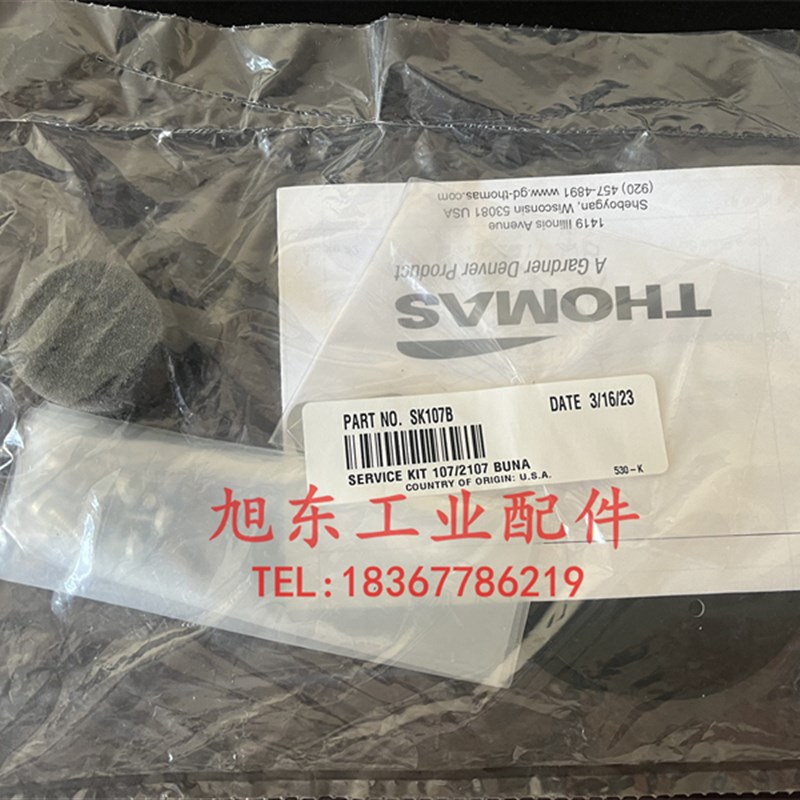 (920) 457-4891 www.gd-thomas.com
Sheboygan, Wisconsin 53081 USA
1419 Illinois Avenue
A Gardner Denver Product
THOMAS
PART NO. SK107B
DATE 3/16/23
SERVICE KIT 107/2107 BUNA
530-K
COUNTRY OF ORIGIN: U.S.A.
旭东工业配件
TEL:18367786219